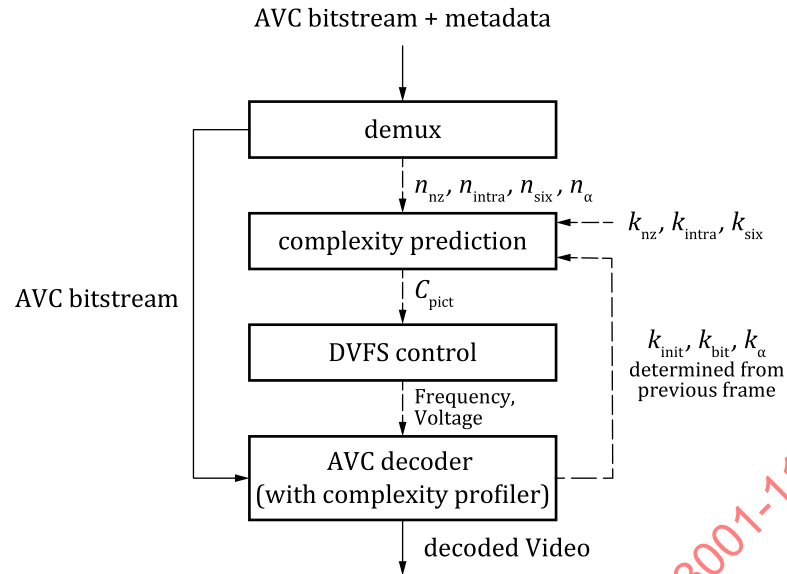 AVC bitstream + metadata
demux
n_nz, n_intra, n_six, n_α
complexity prediction
k_nz, k_intra, k_six
AVC bitstream
C_pict
DVFS control
k_init, k_bit, k_α
determined from
previous frame
Frequency,
Voltage
AVC decoder
(with complexity profiler)
decoded Video